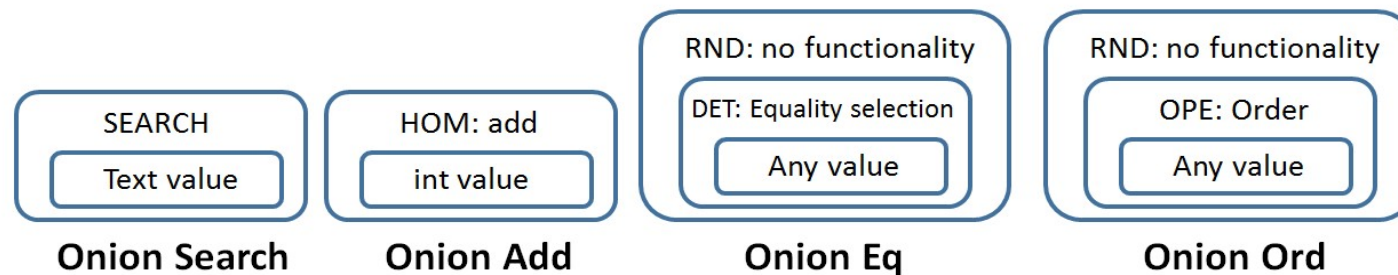 SEARCH
Text value
Onion Search
HOM: add
int value
Onion Add
RND: no functionality
DET: Equality selection
Any value
Onion Eq
RND: no functionality
OPE: Order
Any value
Onion Ord